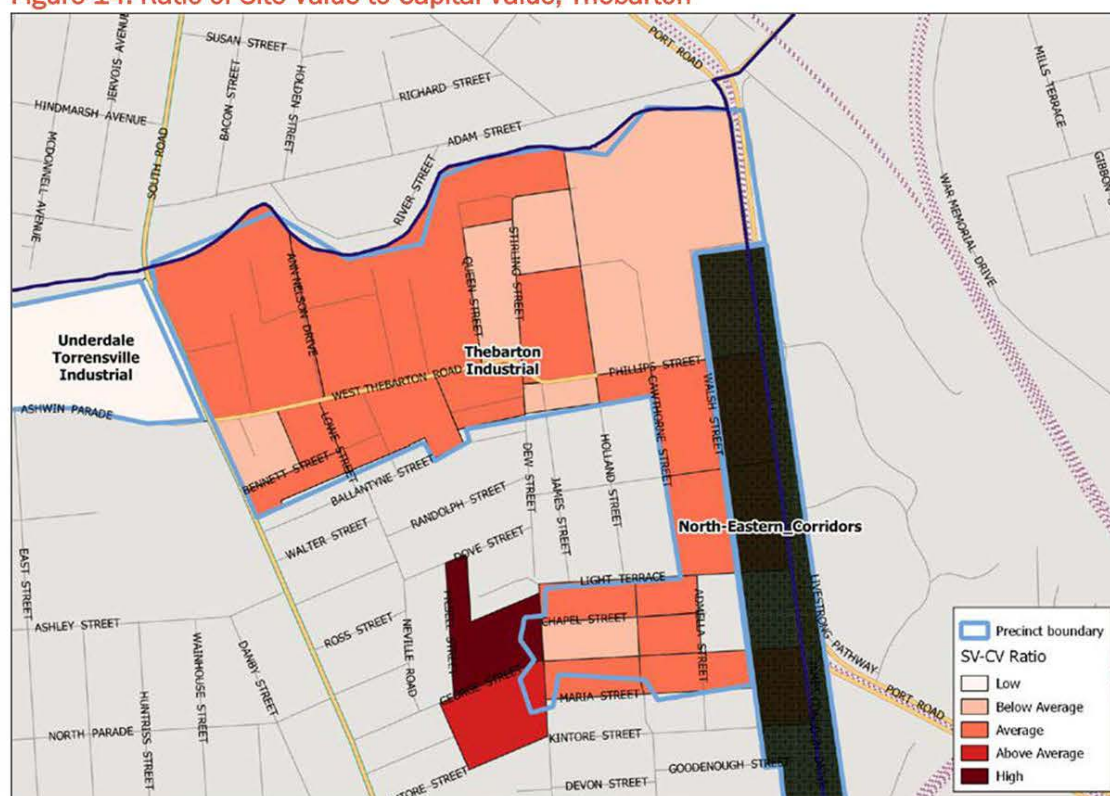 Figure 14. Ratio of Site Value to Capital Value, Thebarton
SUSAN STREET
JERVOIS AVENUE
HINDMARSH AVENUE
MCDONNELL AVENUE
BACON STREET
HOLDEN STREET
RICHARD STREET
ADAM STREET
SOUTH ROAD
RIVER STREET
PORT ROAD
MILLS TERRACE
WAR MEMORIAL DRIVE
ANN NELSON DRIVE
QUEEN STREET
STIRLING STREET
Underdale
Torrensville
Industrial
Thebarton
Industrial
ASHWIN PARADE
WEST THEBARTON ROAD
PHILLIPS STREET
CAWTHORNE STREET
WALSH STREET
LOWE STREET
BENNETT STREET
BALLANTYNE STREET
DEW STREET
JAMES STREET
HOLLAND STREET
RANDOLPH STREET
WALTER STREET
DOVE STREET
North-Eastern_Corridors
EAST STREET
LIGHT TERRACE
ASHLEY STREET
ROSS STREET
NEVILLE ROAD
CHAPEL STREET
ADMELLA STREET
LIVESTRONG PATHWAY
WAINHOUSE STREET
DANBY STREET
HUNTRISS STREET
GEORGE STREET
MARIA STREET
PORT ROAD
NORTH PARADE
KINTORE STREET
GOODENOUGH STREET
DEVON STREET
Precinct boundary
SV-CV Ratio
Low
Below Average
Average
Above Average
High